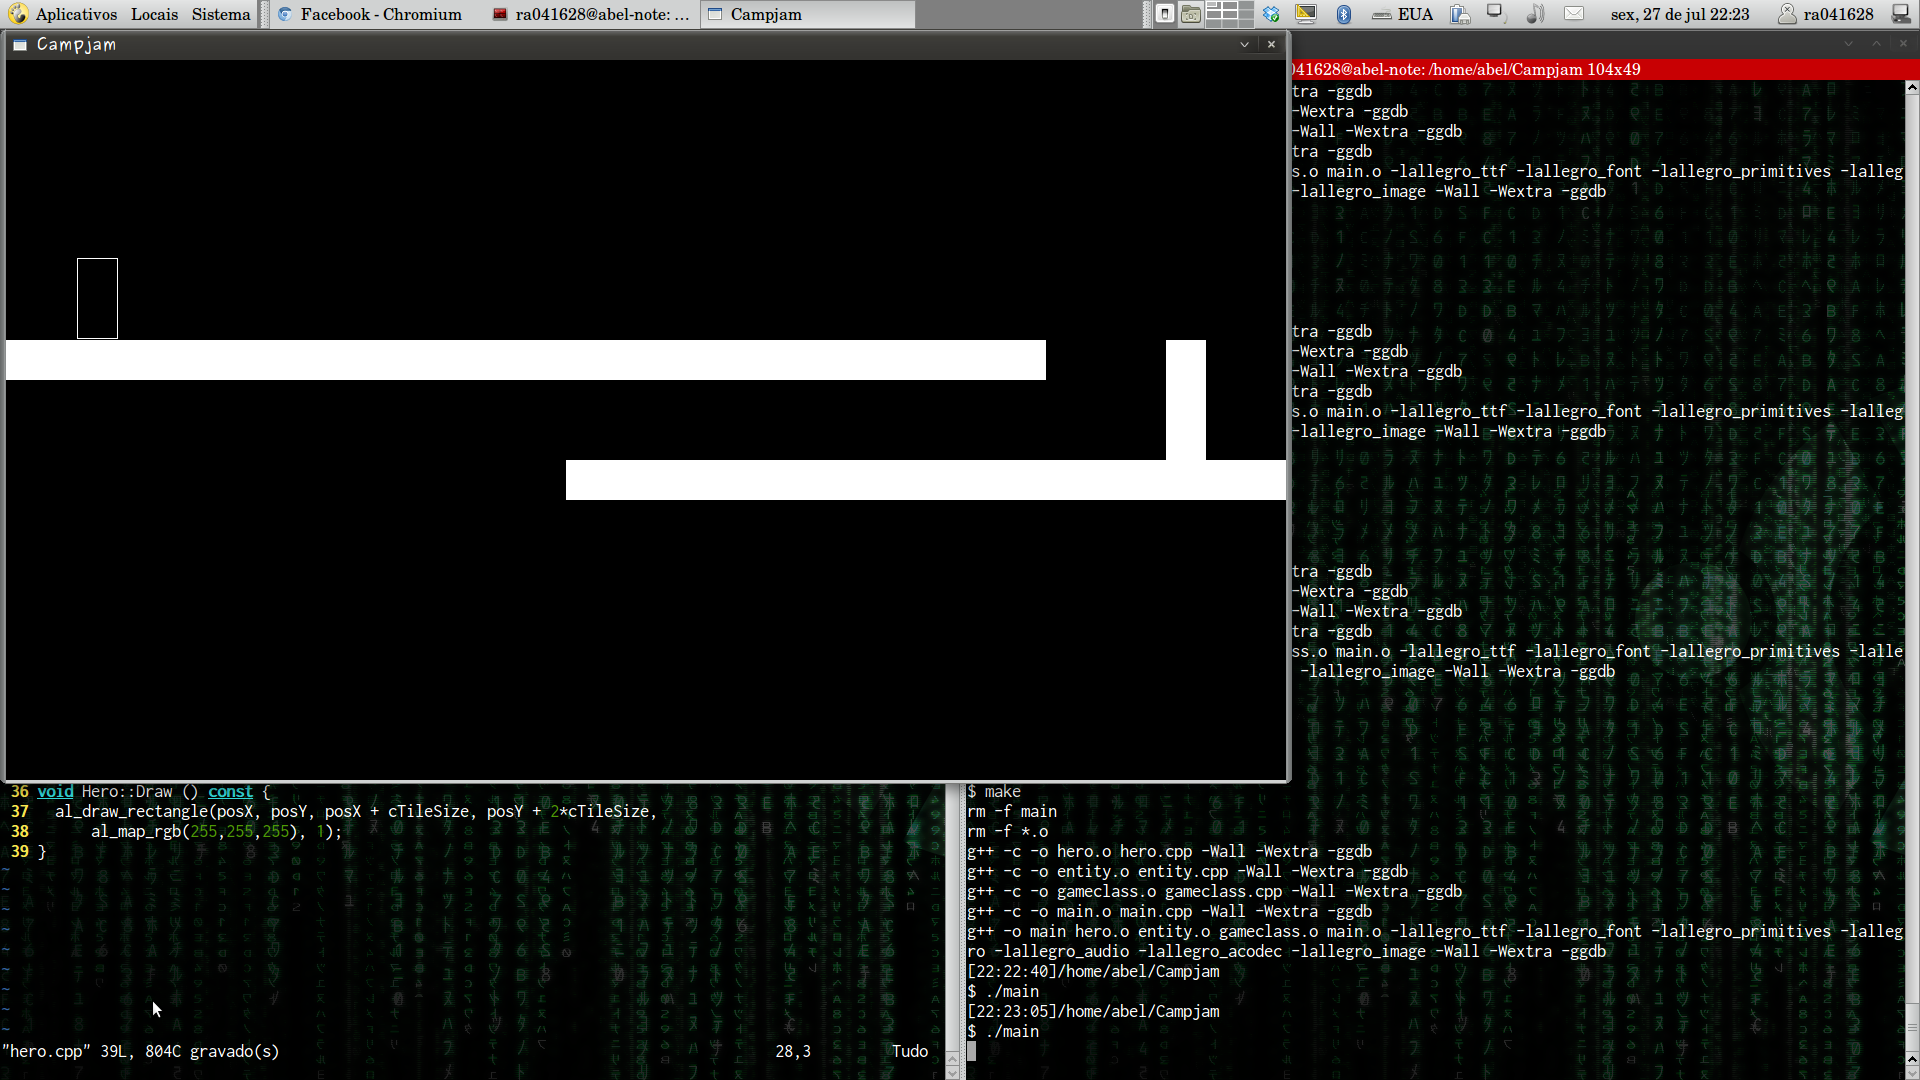 Aplicativos Locais Sistema
Facebook - Chromium
ra041628@abel-note: ...
Campjam
EUA
sex, 27 de jul 22:23
ra041628
Campjam
041628@abel-note: /home/abel/Campjam 104x49
tra -ggdb
-Wextra -ggdb
-Wall -Wextra -ggdb
tra -ggdb
s.o main.o -lallegro_ttf -lallegro_font -lallegro_primitives -lalleg
-lallegro_image -Wall -Wextra -ggdb
tra -ggdb
-Wextra -ggdb
-Wall -Wextra -ggdb
tra -ggdb
s.o main.o -lallegro_ttf -lallegro_font -lallegro_primitives -lalleg
-lallegro_image -Wall -Wextra -ggdb
tra -ggdb
-Wextra -ggdb
-Wall -Wextra -ggdb
tra -ggdb
ss.o main.o -lallegro_ttf -lallegro_font -lallegro_primitives -lalle
-lallegro_image -Wall -Wextra -ggdb
36 void Hero::Draw () const {
37 al_draw_rectangle(posX, posY, posX + cTileSize, posY + 2*cTileSize,
38 al_map_rgb(255,255,255), 1);
39 }
~
~
~
~
~
~
~
~
~
"hero.cpp" 39L, 804C gravado(s) 28,3 Tudo
$ make
rm -f main
rm -f *.o
g++ -c -o hero.o hero.cpp -Wall -Wextra -ggdb
g++ -c -o entity.o entity.cpp -Wall -Wextra -ggdb
g++ -c -o gameclass.o gameclass.cpp -Wall -Wextra -ggdb
g++ -c -o main.o main.cpp -Wall -Wextra -ggdb
g++ -o main hero.o entity.o gameclass.o main.o -lallegro_ttf -lallegro_font -lallegro_primitives -lalleg
ro -lallegro_audio -lallegro_acodec -lallegro_image -Wall -Wextra -ggdb
[22:22:40]/home/abel/Campjam
$ ./main
[22:23:05]/home/abel/Campjam
$ ./main